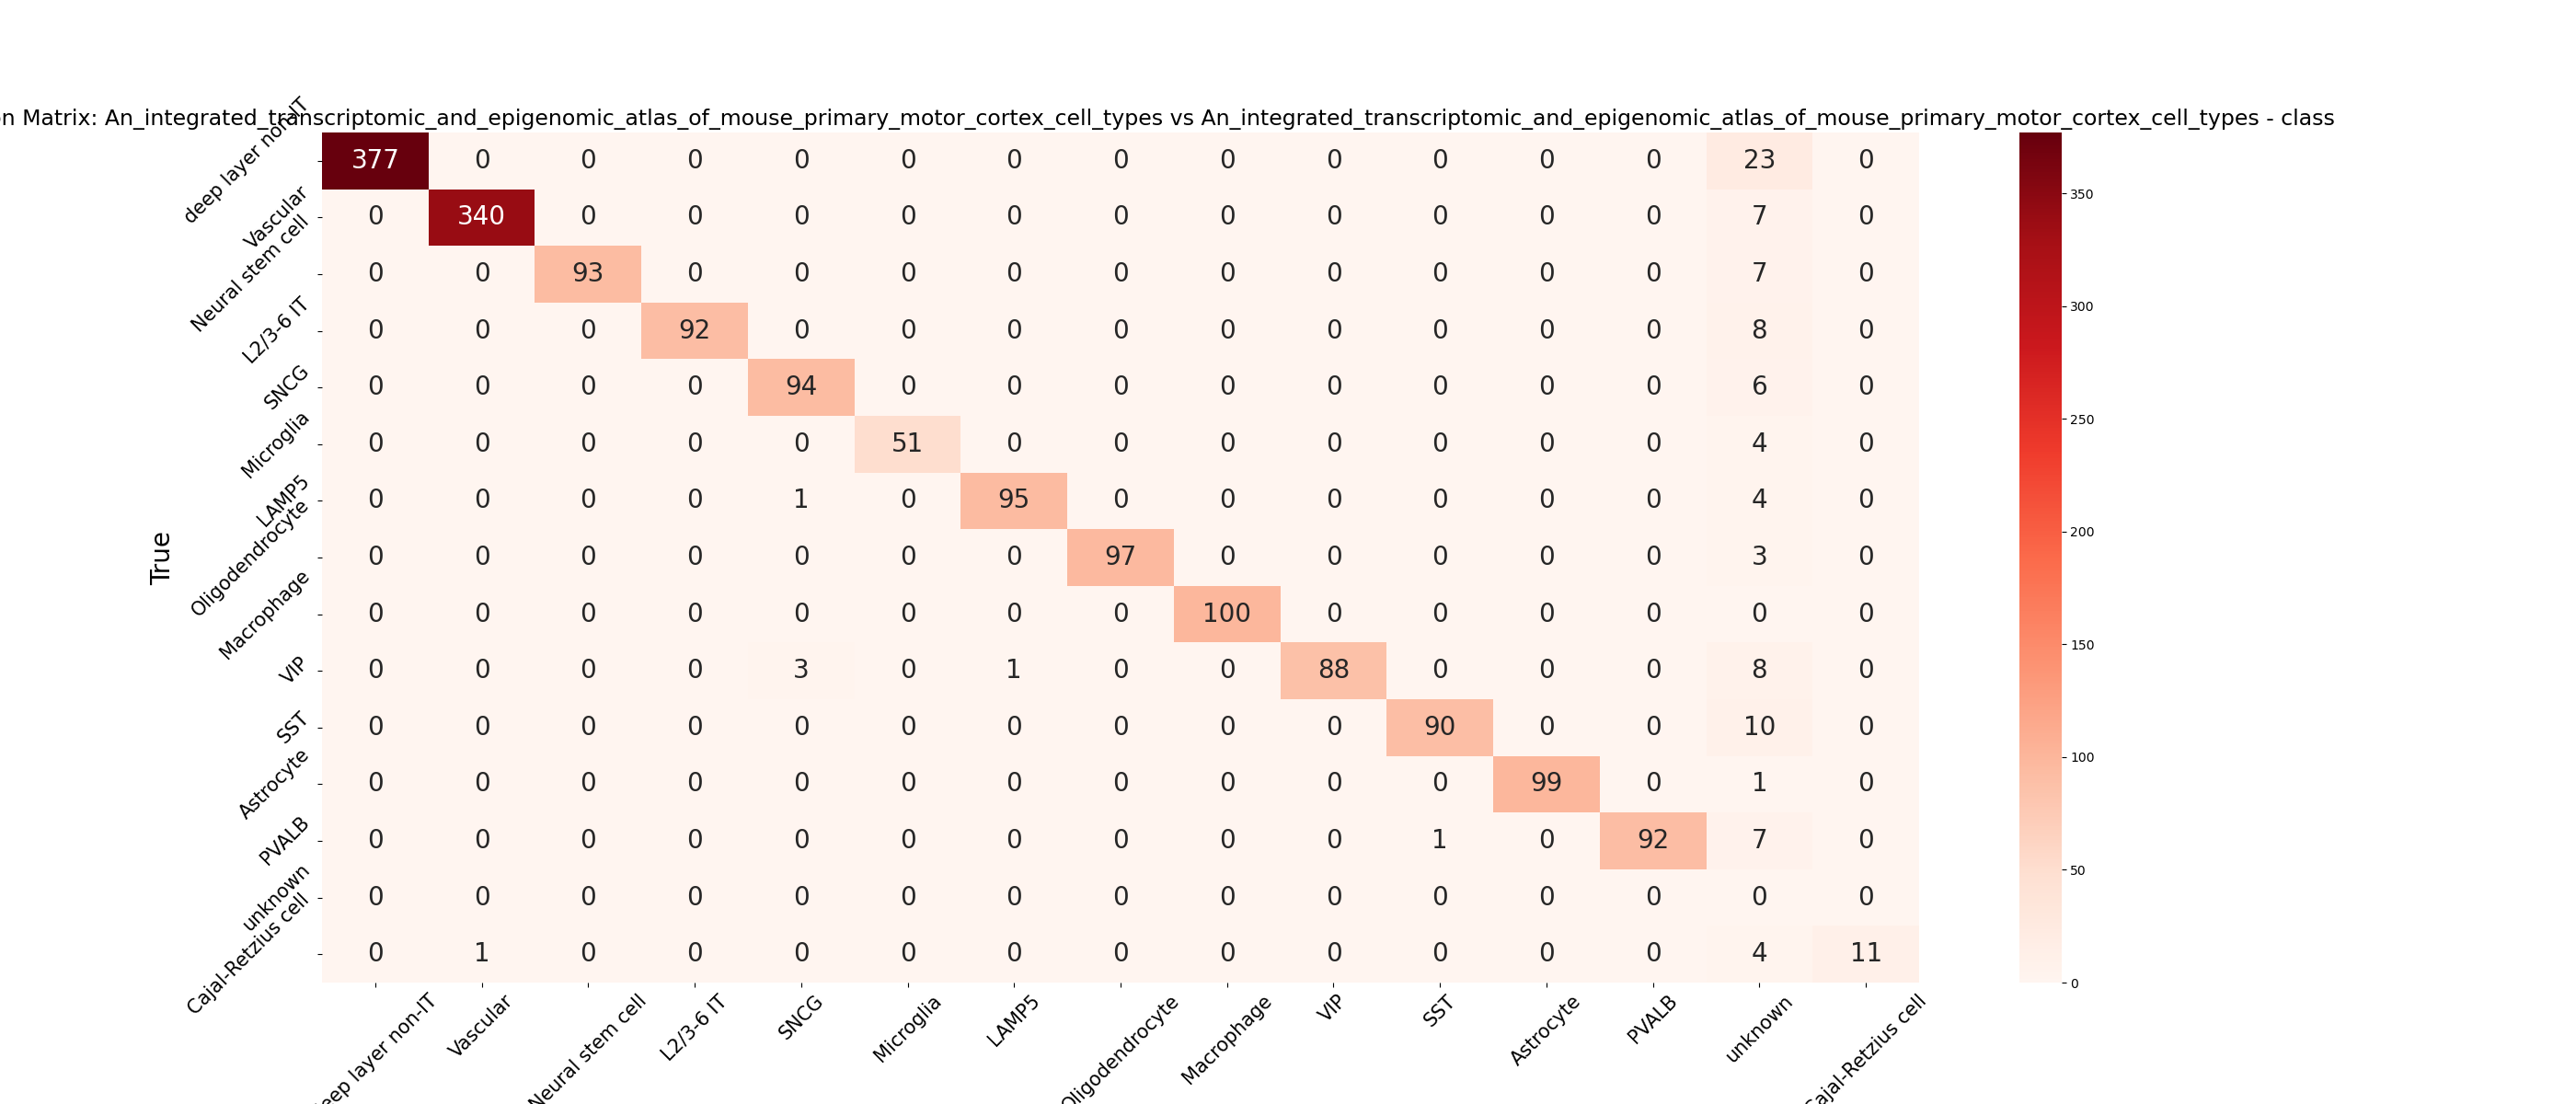 n Matrix: An_integrated_transcriptomic_and_epigenomic_atlas_of_mouse_primary_motor_cortex_cell_types vs An_integrated_transcriptomic_and_epigenomic_atlas_of_mouse_primary_motor_cortex_cell_types - class
deep layer non-IT 377 0 0 0 0 0 0 0 0 0 0 0 0 23 0
Vascular 0 340 0 0 0 0 0 0 0 0 0 0 0 7 0
Neural stem cell 0 0 93 0 0 0 0 0 0 0 0 0 0 7 0
L2/3-6 IT 0 0 0 92 0 0 0 0 0 0 0 0 0 8 0
SNCG 0 0 0 0 94 0 0 0 0 0 0 0 0 6 0
Microglia 0 0 0 0 0 51 0 0 0 0 0 0 0 4 0
LAMP5 0 0 0 0 1 0 95 0 0 0 0 0 0 4 0
Oligodendrocyte 0 0 0 0 0 0 0 97 0 0 0 0 0 3 0
Macrophage 0 0 0 0 0 0 0 0 100 0 0 0 0 0 0
VIP 0 0 0 0 3 0 1 0 0 88 0 0 0 8 0
SST 0 0 0 0 0 0 0 0 0 0 90 0 0 10 0
Astrocyte 0 0 0 0 0 0 0 0 0 0 0 99 0 1 0
PVALB 0 0 0 0 0 0 0 0 0 0 1 0 92 7 0
unknown 0 0 0 0 0 0 0 0 0 0 0 0 0 0 0
Cajal-Retzius cell 0 1 0 0 0 0 0 0 0 0 0 0 0 4 11
True
eep layer non-IT Vascular Neural stem cell L2/3-6 IT SNCG Microglia LAMP5 Oligodendrocyte Macrophage VIP SST Astrocyte PVALB unknown Cajal-Retzius cell
350
300
250
200
150
100
50
0